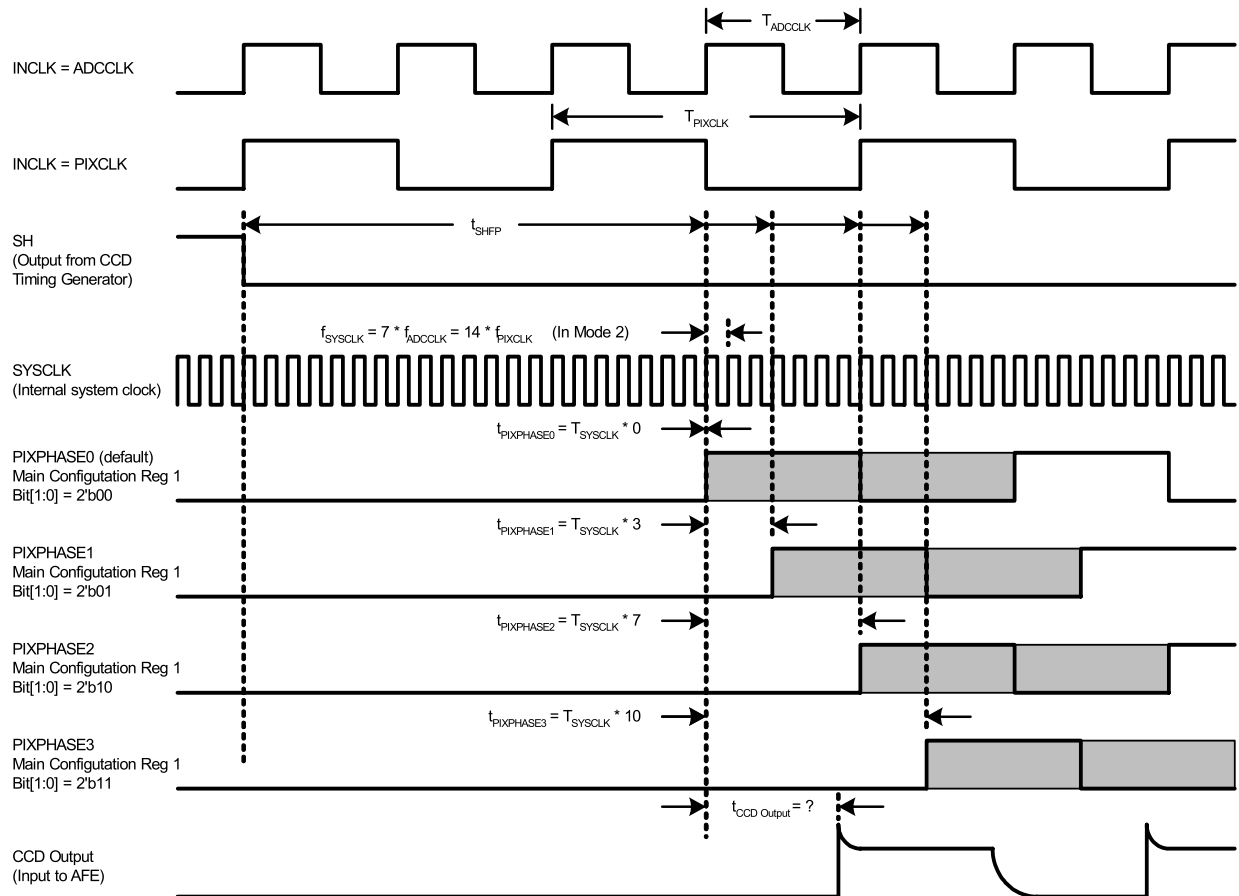 T_ADCCLK
INCLK = ADCCLK
T_PIXCLK
INCLK = PIXCLK
t_SHFP
SH
(Output from CCD
Timing Generator)
f_SYSCLK = 7 * f_ADCCLK = 14 * f_PIXCLK (In Mode 2)
SYSCLK
(Internal system clock)
t_PIXPHASE0 = T_SYSCLK * 0
PIXPHASE0 (default)
Main Configutation Reg 1
Bit[1:0] = 2'b00
t_PIXPHASE1 = T_SYSCLK * 3
PIXPHASE1
Main Configutation Reg 1
Bit[1:0] = 2'b01
t_PIXPHASE2 = T_SYSCLK * 7
PIXPHASE2
Main Configutation Reg 1
Bit[1:0] = 2'b10
t_PIXPHASE3 = T_SYSCLK * 10
PIXPHASE3
Main Configutation Reg 1
Bit[1:0] = 2'b11
t_CCD Output = ?
CCD Output
(Input to AFE)